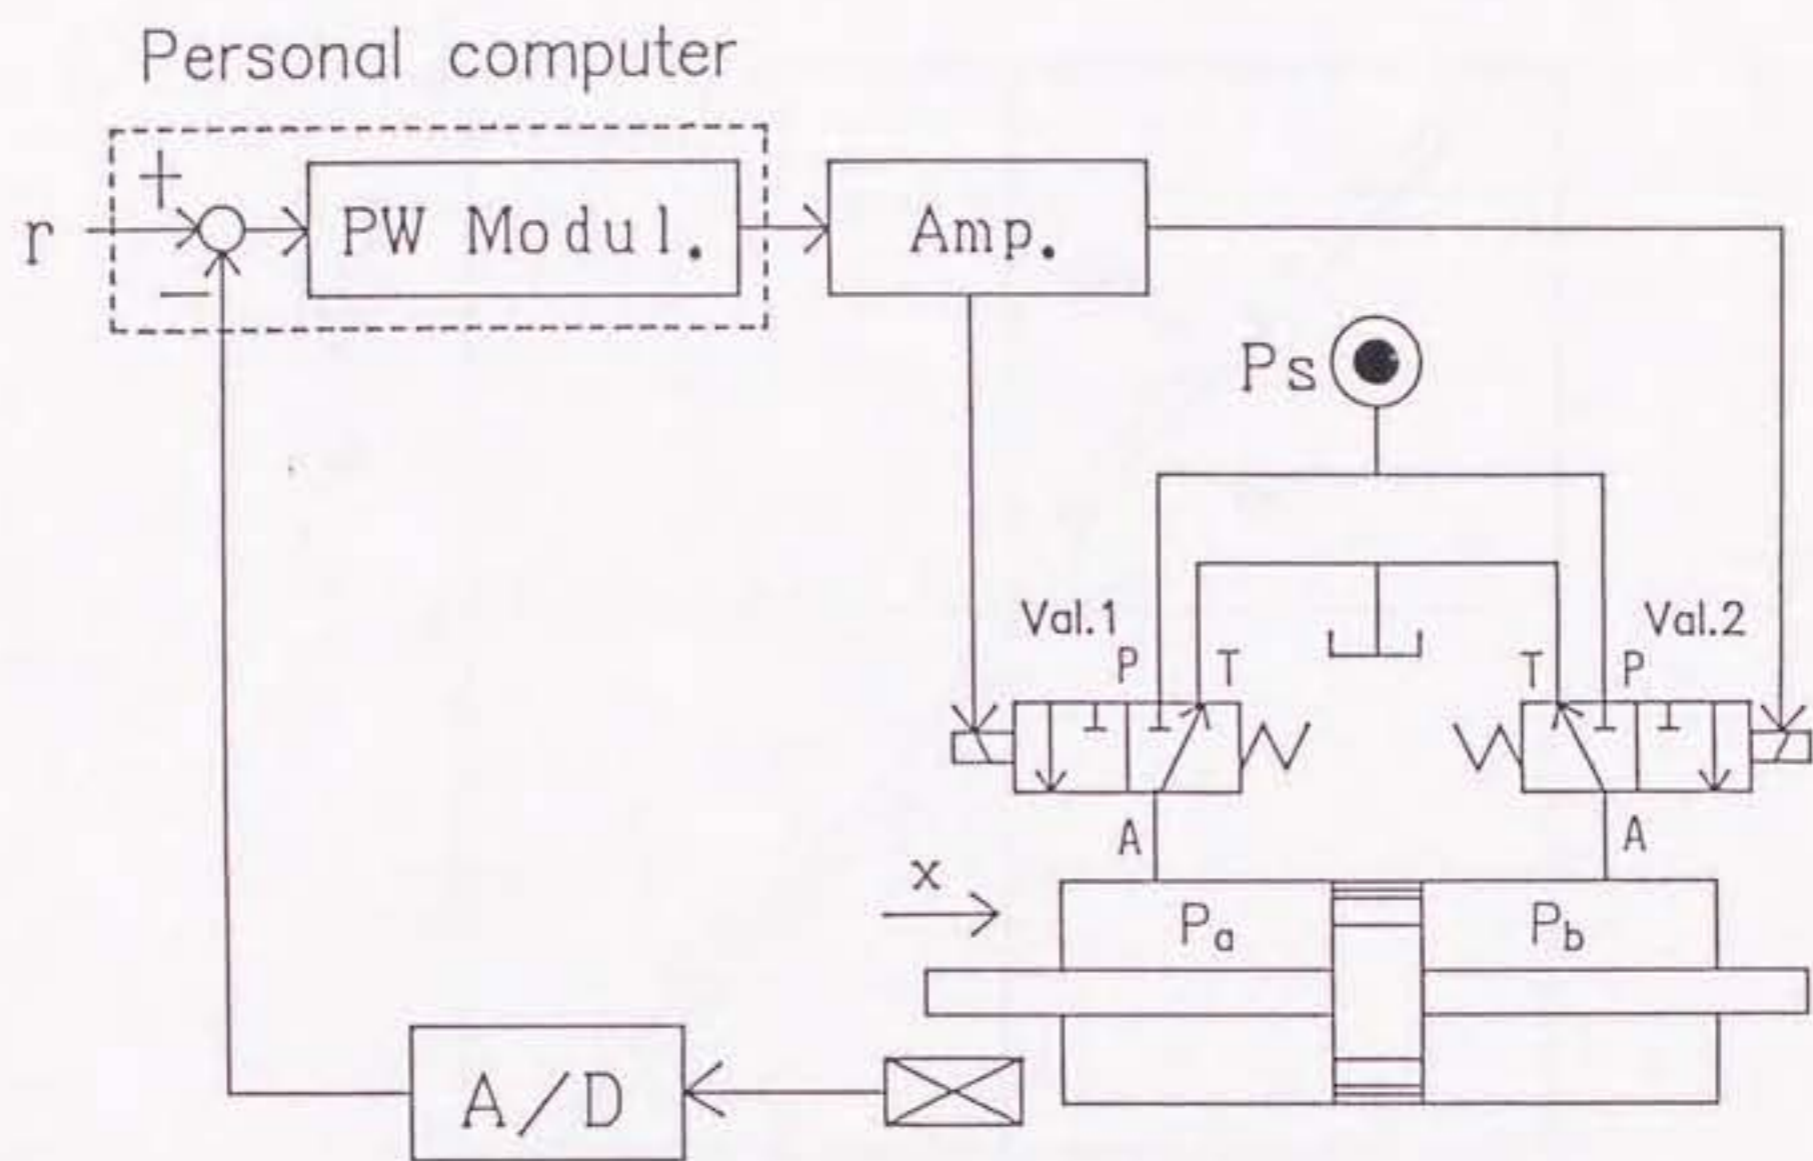 Personal computer
+
r
PW Modul.
Amp.
−
Ps
Val.1
Val.2
P
T
T
P
A
A
x
Pa
Pb
A/D